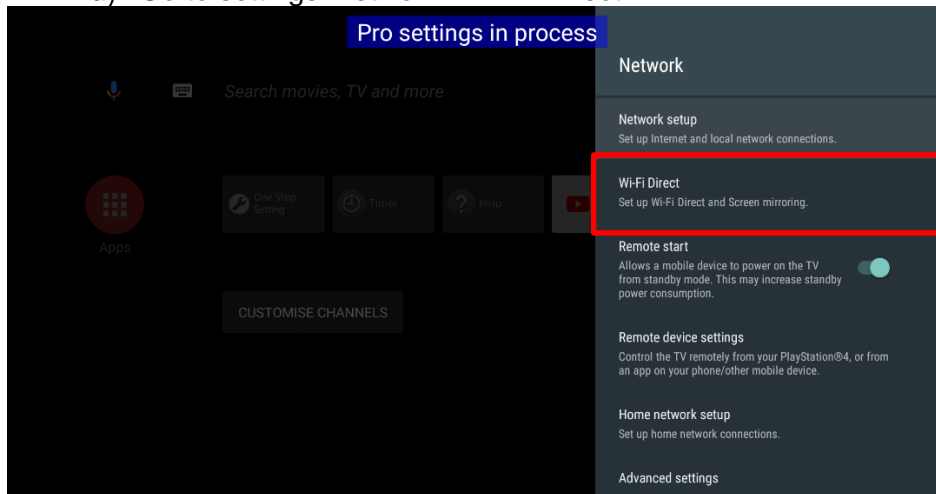 Pro settings in process
Search movies, TV and more
One Step
Setting
Timer
Help
Apps
CUSTOMISE CHANNELS
Network
Network setup
Set up Internet and local network connections.
Wi-Fi Direct
Set up Wi-Fi Direct and Screen mirroring.
Remote start
Allows a mobile device to power on the TV
from standby mode. This may increase standby
power consumption.
Remote device settings
Control the TV remotely from your PlayStation®4, or from
an app on your phone/other mobile device.
Home network setup
Set up home network connections.
Advanced settings